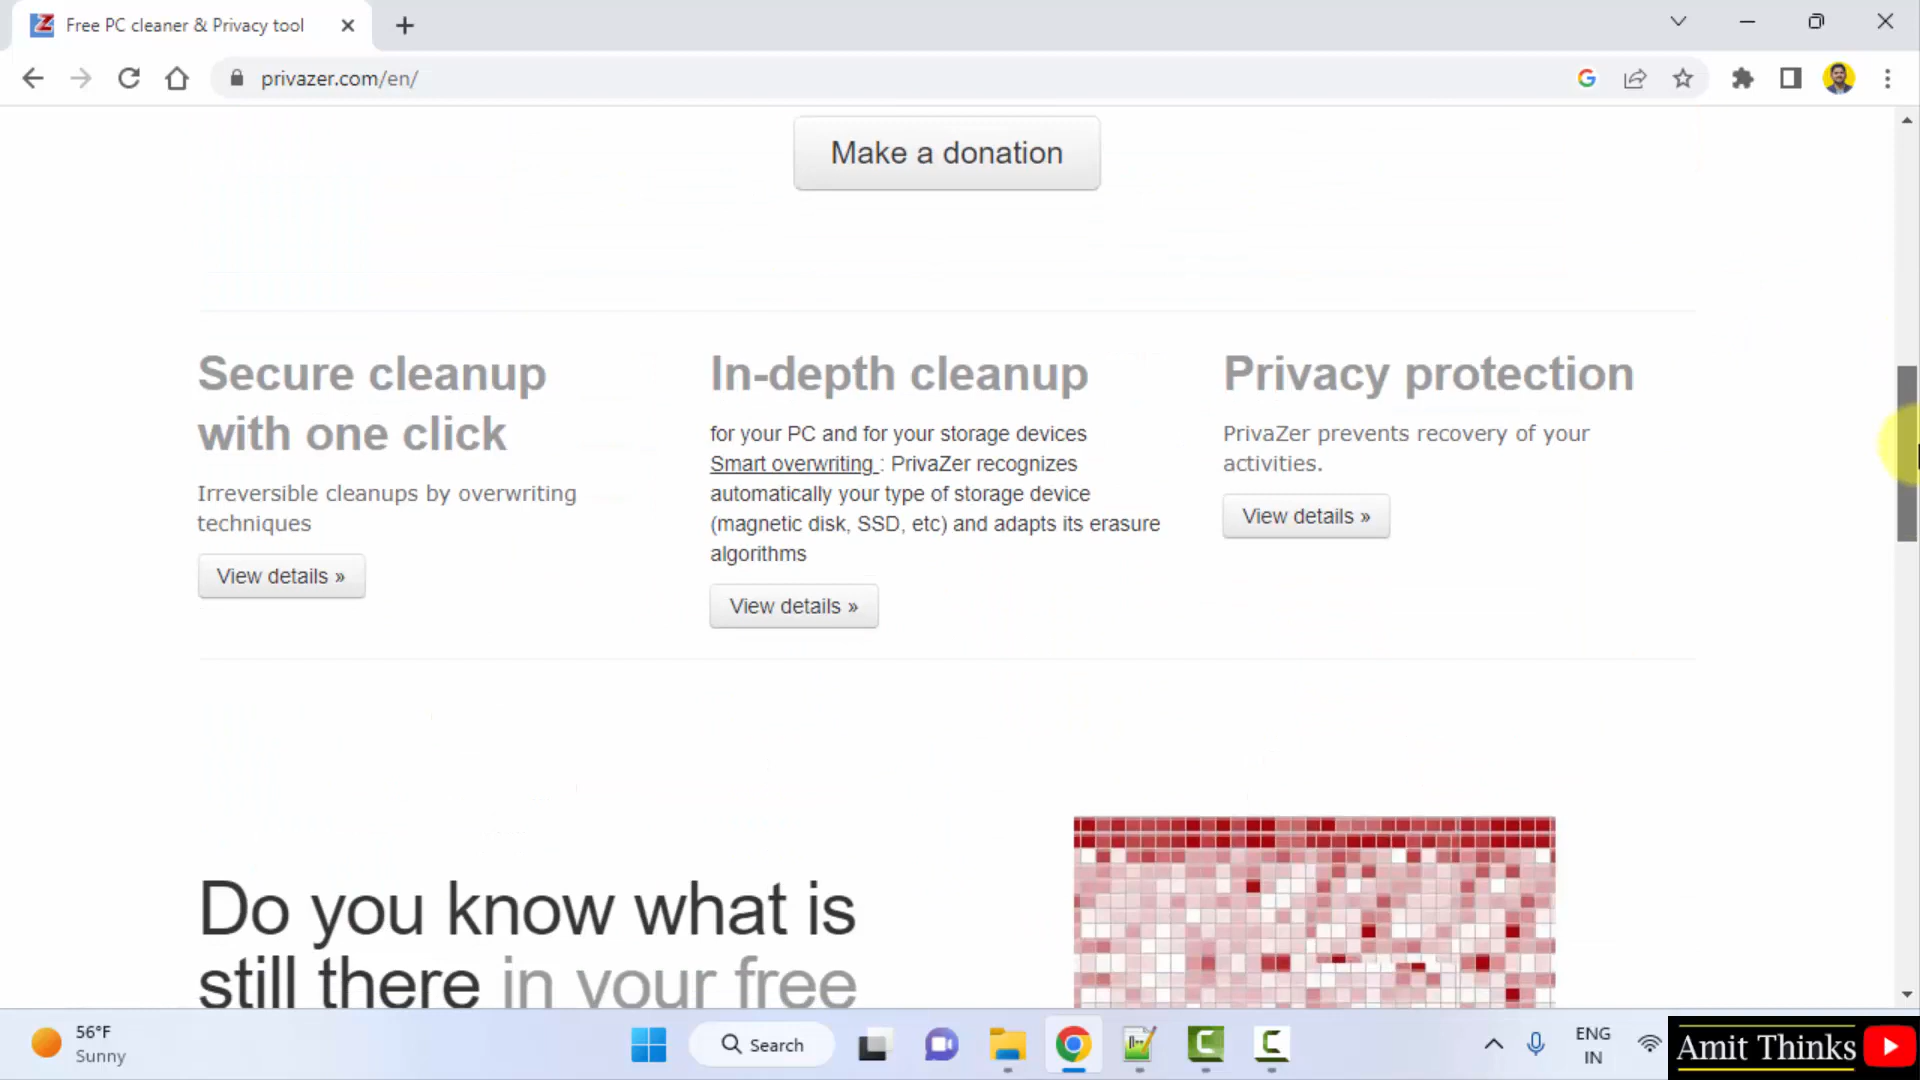 Free PC cleaner & Privacy tool
privazer.com/en/
Make a donation
Secure cleanup
with one click
Irreversible cleanups by overwriting
techniques
View details »
In-depth cleanup
for your PC and for your storage devices
Smart overwriting : PrivaZer recognizes
automatically your type of storage device
(magnetic disk, SSD, etc) and adapts its erasure
algorithms
View details »
Privacy protection
PrivaZer prevents recovery of your
activities.
View details »
Do you know what is
still there in your free
56°F
Sunny
Search
ENG
IN
Amit Thinks